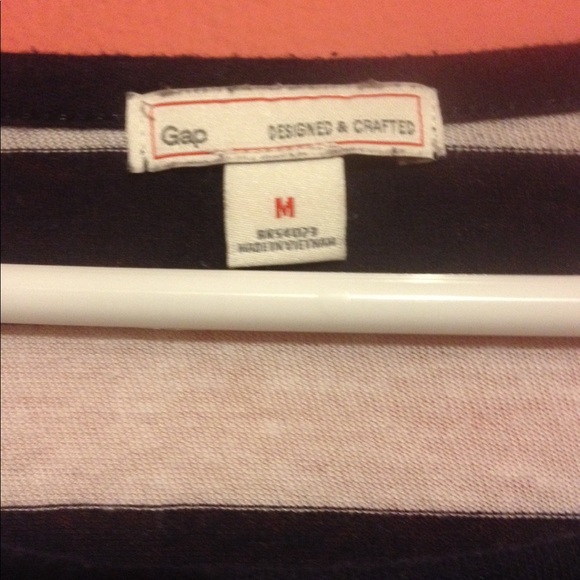 Gap DESIGNED & CRAFTED
M
MADE IN VIETNAM